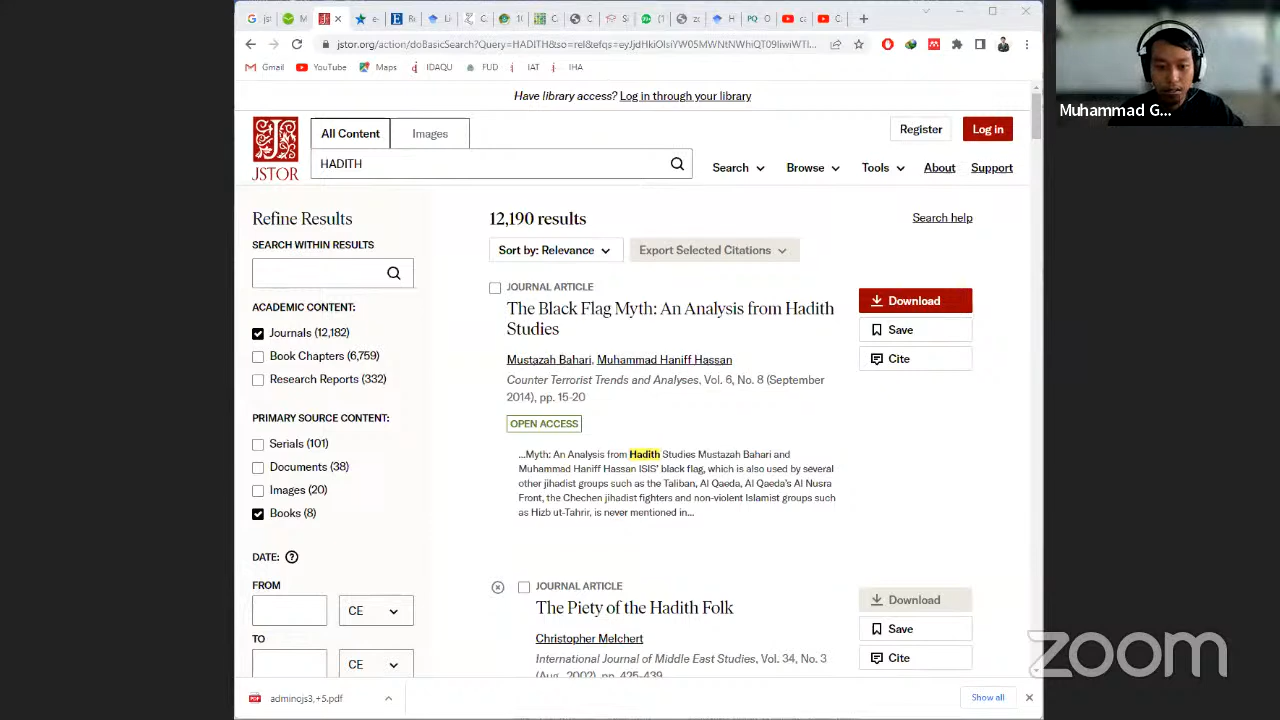 jstor.org/action/doBasicSearch?Query=HADITH&so=rel&efqs=eyJjdHkiOlsiYW05MWNtNWhiQT09IiwiWTI...
Gmail YouTube Maps IDAQU FUD IAT IHA
Have library access? Log in through your library
JSTOR
All Content Images
Register Log in
HADITH
Search Browse Tools About Support
Refine Results
SEARCH WITHIN RESULTS
ACADEMIC CONTENT:
Journals (12,182)
Book Chapters (6,759)
Research Reports (332)
PRIMARY SOURCE CONTENT:
Serials (101)
Documents (38)
Images (20)
Books (8)
DATE:
FROM
CE
TO
CE
12,190 results
Search help
Sort by: Relevance Export Selected Citations
JOURNAL ARTICLE
The Black Flag Myth: An Analysis from Hadith
Studies
Mustazah Bahari, Muhammad Haniff Hassan
Counter Terrorist Trends and Analyses, Vol. 6, No. 8 (September
2014), pp. 15-20
OPEN ACCESS
...Myth: An Analysis from Hadith Studies Mustazah Bahari and
Muhammad Haniff Hassan ISIS' black flag, which is also used by several
other jihadist groups such as the Taliban, Al Qaeda, Al Qaeda's Al Nusra
Front, the Chechen jihadist fighters and non-violent Islamist groups such
as Hizb ut-Tahrir, is never mentioned in...
Download
Save
Cite
JOURNAL ARTICLE
The Piety of the Hadith Folk
Christopher Melchert
International Journal of Middle East Studies, Vol. 34, No. 3
(Aug., 2002), pp. 425-439
Download
Save
Cite
adminojs3,+5.pdf
Show all
Muhammad G...
zoom